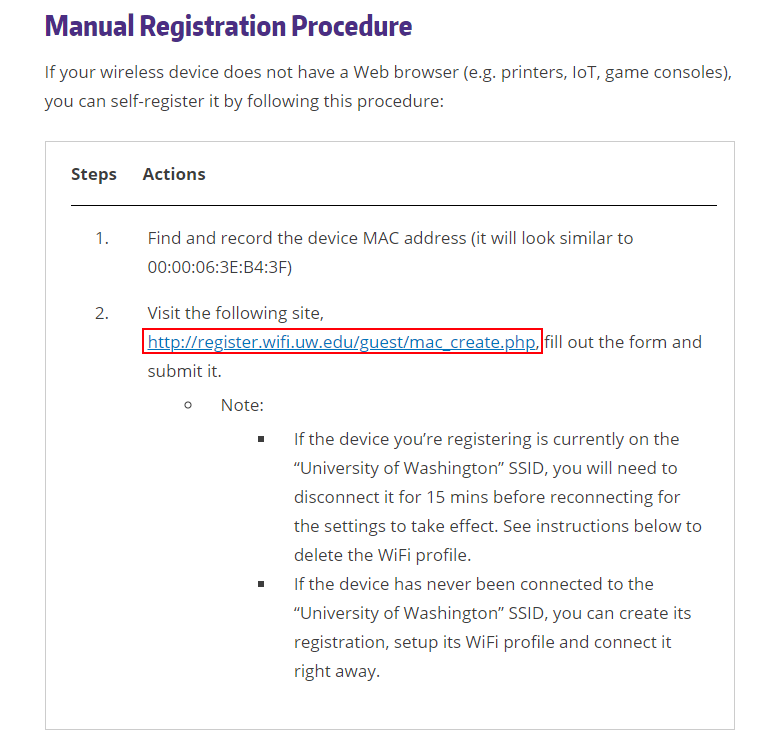 Manual Registration Procedure
If your wireless device does not have a Web browser (e.g. printers, IoT, game consoles),
you can self-register it by following this procedure:
Steps Actions
1. Find and record the device MAC address (it will look similar to
00:00:06:3E:B4:3F)
2. Visit the following site,
http://register.wifi.uw.edu/guest/mac_create.php, fill out the form and
submit it.
Note:
If the device you’re registering is currently on the
“University of Washington” SSID, you will need to
disconnect it for 15 mins before reconnecting for
the settings to take effect. See instructions below to
delete the WiFi profile.
If the device has never been connected to the
“University of Washington” SSID, you can create its
registration, setup its WiFi profile and connect it
right away.